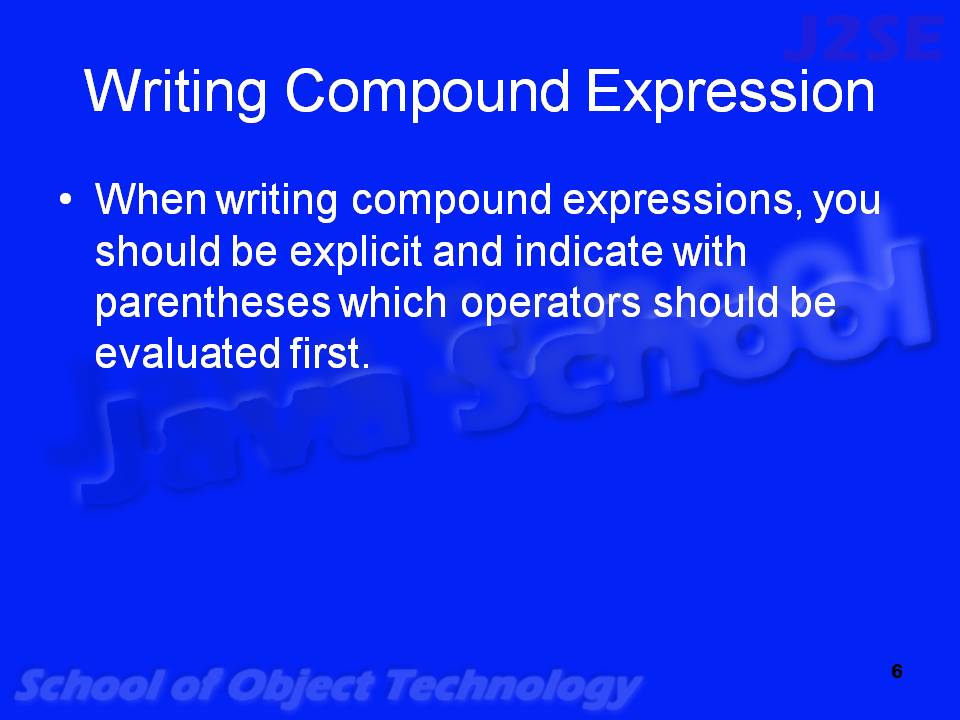 J2SE
Writing Compound Expression
• When writing compound expressions, you
should be explicit and indicate with
parentheses which operators should be
evaluated first.
Java School
School of Object Technology
6